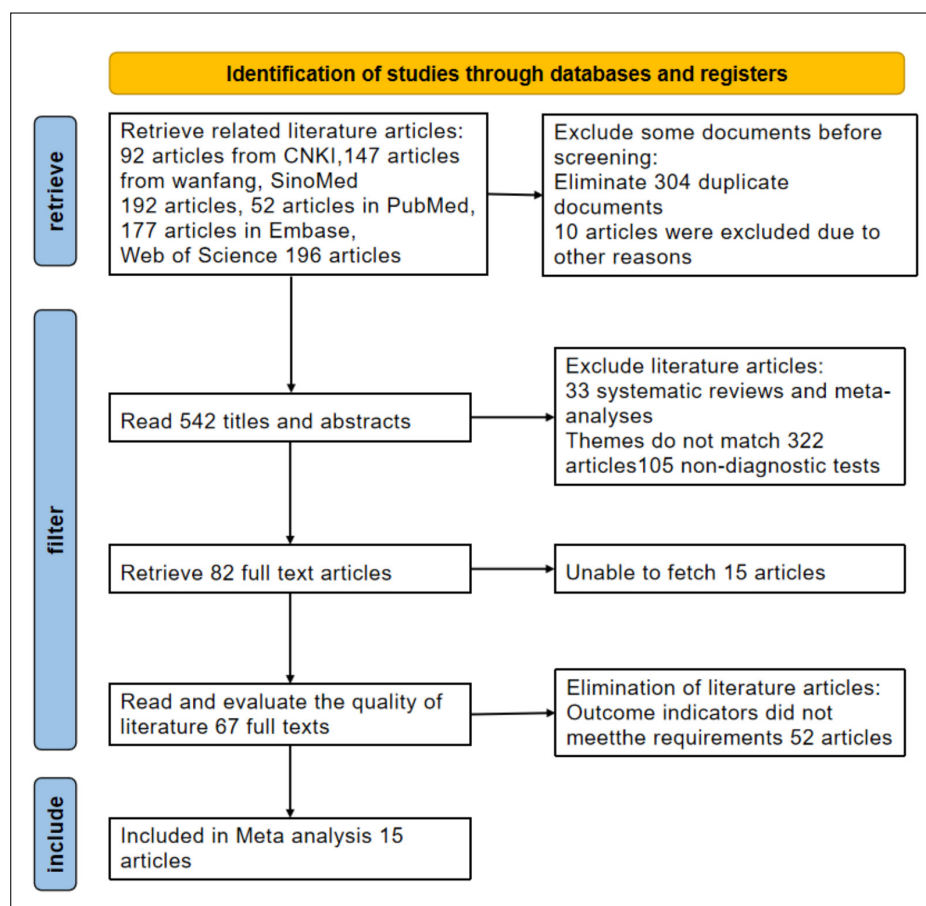 Identification of studies through databases and registers
retrieve
Retrieve related literature articles:
92 articles from CNKI,147 articles
from wanfang, SinoMed
192 articles, 52 articles in PubMed,
177 articles in Embase,
Web of Science 196 articles
Exclude some documents before
screening:
Eliminate 304 duplicate
documents
10 articles were excluded due to
other reasons
filter
Read 542 titles and abstracts
Exclude literature articles:
33 systematic reviews and meta-
analyses
Themes do not match 322
articles105 non-diagnostic tests
Retrieve 82 full text articles
Unable to fetch 15 articles
Read and evaluate the quality of
literature 67 full texts
Elimination of literature articles:
Outcome indicators did not
meetthe requirements 52 articles
include
Included in Meta analysis 15
articles